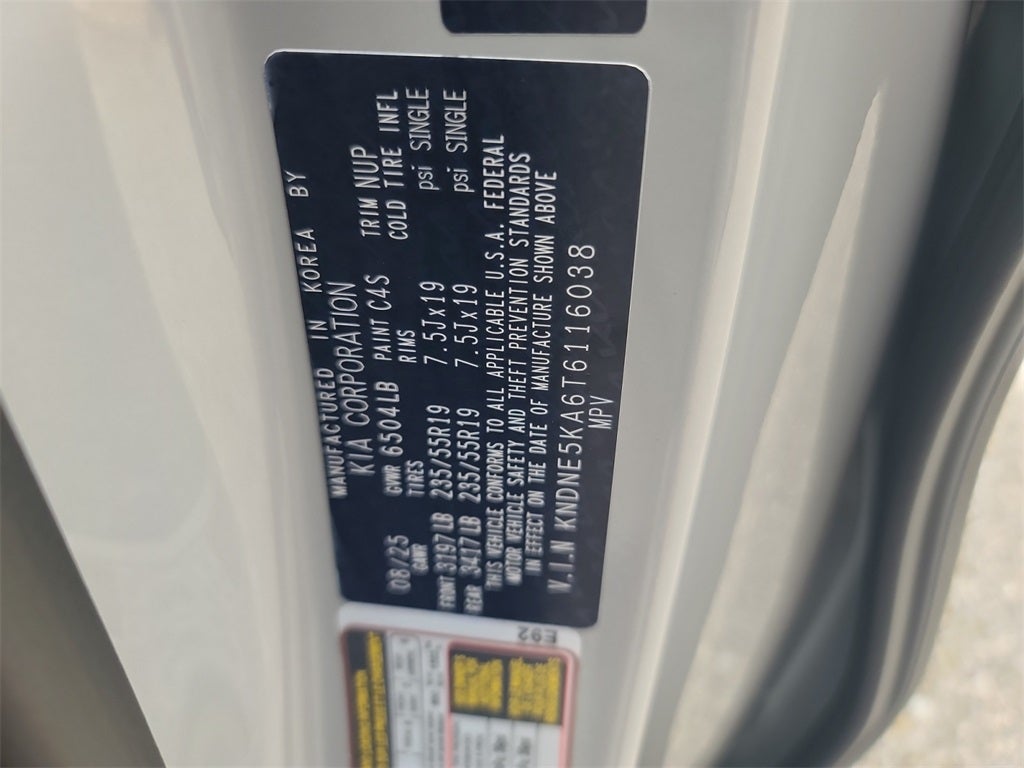 MANUFACTURED IN KOREA BY
KIA CORPORATION
08/25 GVWR 6504LB PAINT C4S TRIM NUP
GAWR TIRES RIMS COLD TIRE INFL
FRONT 3197LB 235/55R19 7.5Jx19 psi SINGLE
REAR 3417LB 235/55R19 7.5Jx19 psi SINGLE
THIS VEHICLE CONFORMS TO ALL APPLICABLE U.S.A. FEDERAL
MOTOR VEHICLE SAFETY AND THEFT PREVENTION STANDARDS
IN EFFECT ON THE DATE OF MANUFACTURE SHOWN ABOVE
V.I.N KNDNE5KA6T6116038
MPV
E92